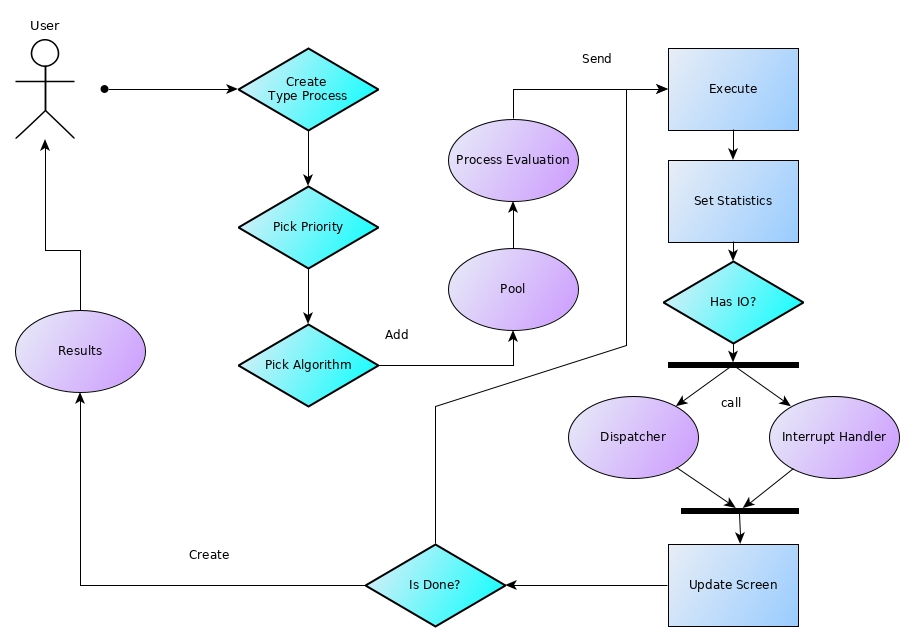 User
Create
Type Process
Pick Priority
Pick Algorithm
Add
Pool
Process Evaluation
Send
Execute
Set Statistics
Has IO?
call
Dispatcher
Interrupt Handler
Update Screen
Is Done?
Create
Results